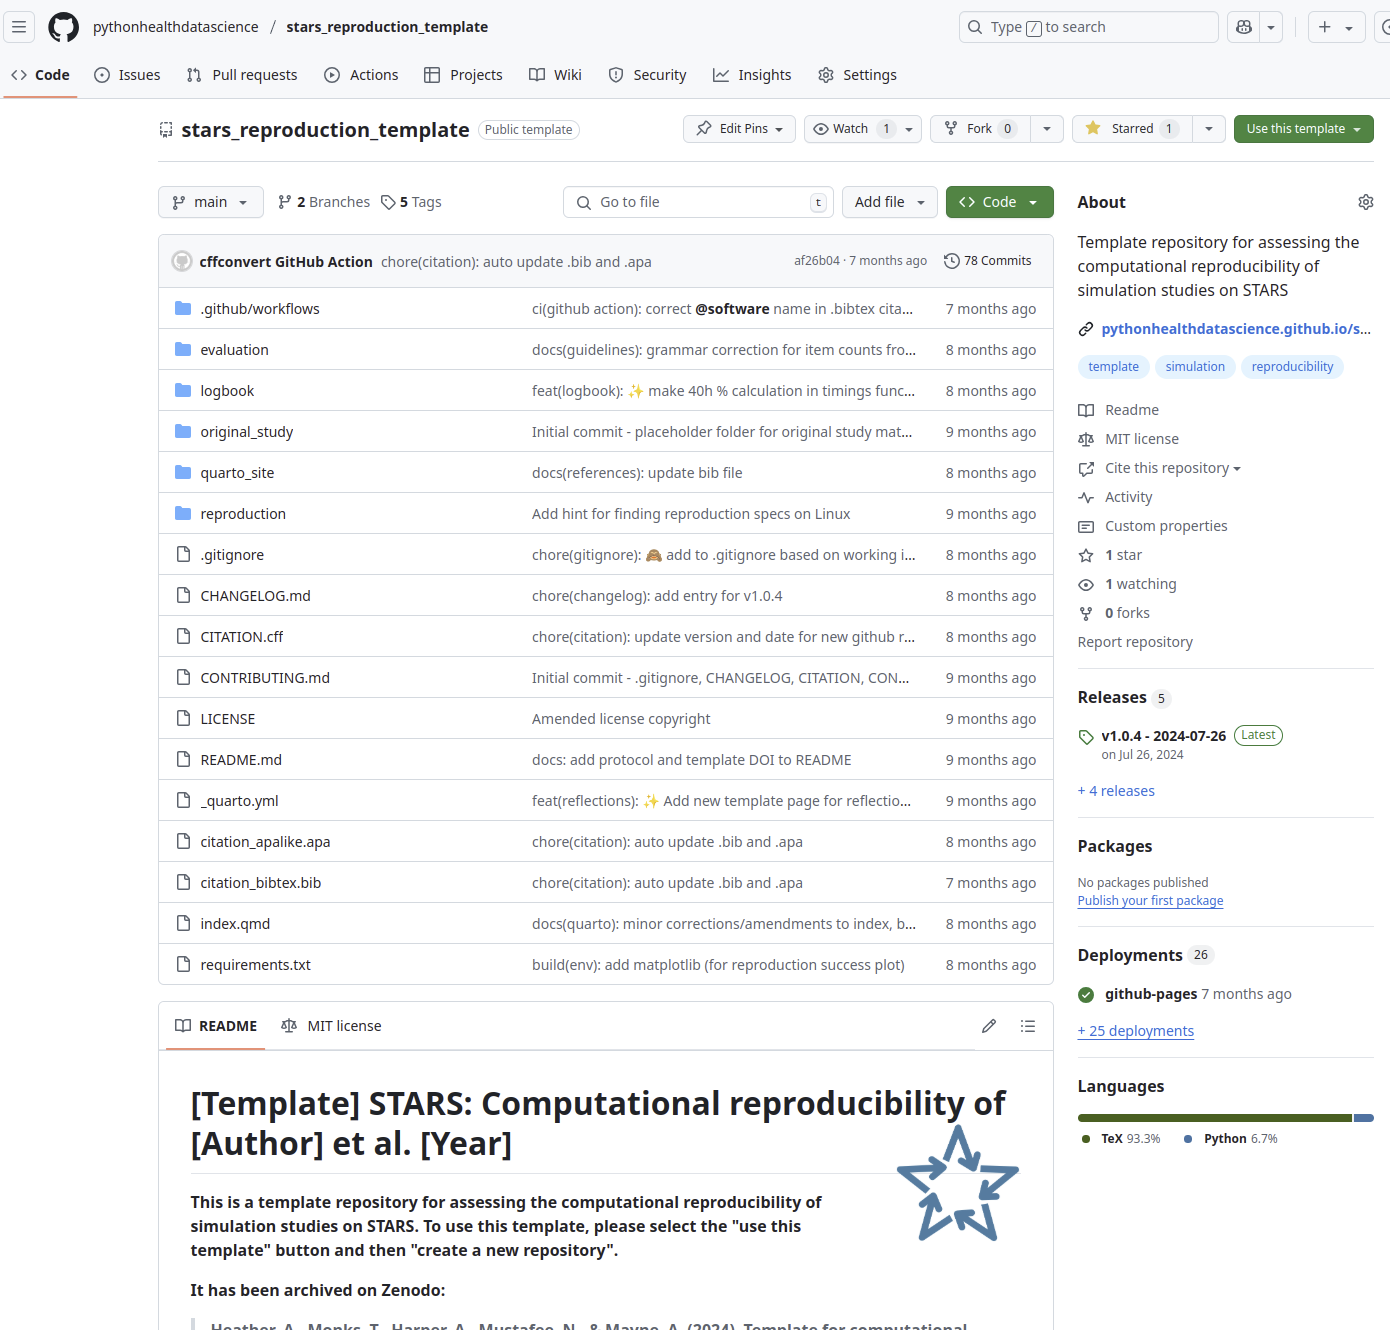 pythonhealthdatascience / stars_reproduction_template
Type / to search
Code Issues Pull requests Actions Projects Wiki Security Insights Settings
stars_reproduction_template Public template
Edit Pins Watch 1 Fork 0 Starred 1 Use this template
main 2 Branches 5 Tags Go to file t Add file Code
cffconvert GitHub Action chore(citation): auto update .bib and .apa af26b04 · 7 months ago 78 Commits
.github/workflows ci(github action): correct @software name in .bibtex cita... 7 months ago
evaluation docs(guidelines): grammar correction for item counts fro... 8 months ago
logbook feat(logbook): ✨ make 40h % calculation in timings func... 8 months ago
original_study Initial commit - placeholder folder for original study mat... 9 months ago
quarto_site docs(references): update bib file 8 months ago
reproduction Add hint for finding reproduction specs on Linux 9 months ago
.gitignore chore(gitignore): 🙈 add to .gitignore based on working i... 8 months ago
CHANGELOG.md chore(changelog): add entry for v1.0.4 8 months ago
CITATION.cff chore(citation): update version and date for new github r... 8 months ago
CONTRIBUTING.md Initial commit - .gitignore, CHANGELOG, CITATION, CON... 9 months ago
LICENSE Amended license copyright 9 months ago
README.md docs: add protocol and template DOI to README 9 months ago
_quarto.yml feat(reflections): ✨ Add new template page for reflectio... 9 months ago
citation_apalike.apa chore(citation): auto update .bib and .apa 8 months ago
citation_bibtex.bib chore(citation): auto update .bib and .apa 7 months ago
index.qmd docs(quarto): minor corrections/amendments to index, b... 8 months ago
requirements.txt build(env): add matplotlib (for reproduction success plot) 8 months ago
README MIT license
[Template] STARS: Computational reproducibility of
[Author] et al. [Year]
This is a template repository for assessing the computational reproducibility of
simulation studies on STARS. To use this template, please select the "use this
template" button and then "create a new repository".
It has been archived on Zenodo:
Heather, A., Monks, T., Harper, A., Mustafee, N., & Mayne, A. (2024). Template for computational
About
Template repository for assessing the
computational reproducibility of
simulation studies on STARS
pythonhealthdatascience.github.io/s...
template simulation reproducibility
Readme
MIT license
Cite this repository
Activity
Custom properties
1 star
1 watching
0 forks
Report repository
Releases 5
v1.0.4 - 2024-07-26 Latest
on Jul 26, 2024
+ 4 releases
Packages
No packages published
Publish your first package
Deployments 26
github-pages 7 months ago
+ 25 deployments
Languages
TeX 93.3% Python 6.7%